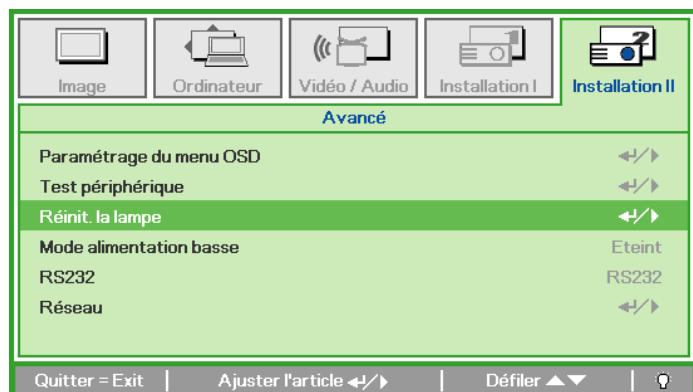 Image
Ordinateur
Vidéo / Audio
Installation I
Installation II
Avancé
Paramétrage du menu OSD
Test périphérique
Réinit. la lampe
Mode alimentation basse Eteint
RS232 RS232
Réseau
Quitter = Exit Ajuster l'article Défiler